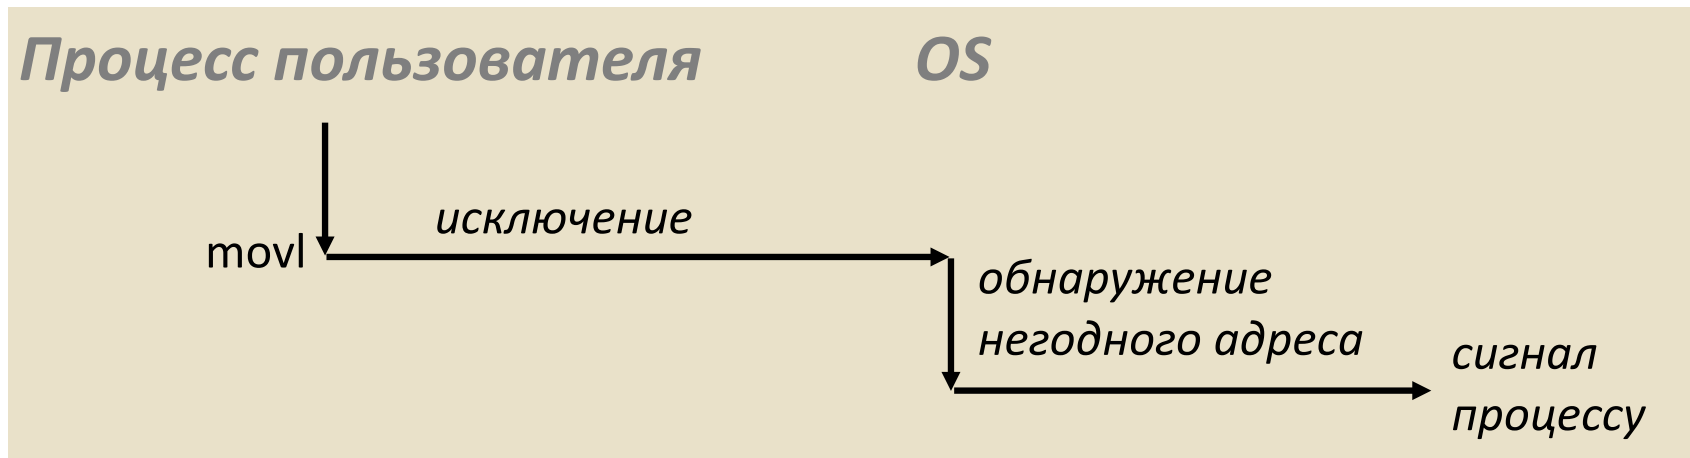 Процесс пользователя OS
исключение
movl
обнаружение
негодного адреса
сигнал
процессу